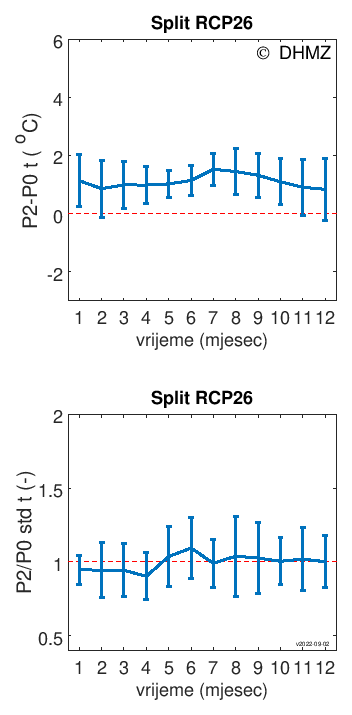 Split RCP26
© DHMZ
P2-P0 t ( °C)
6
4
2
0
-2
1 2 3 4 5 6 7 8 9 10 11 12
vrijeme (mjesec)
Split RCP26
P2/P0 std t (-)
2
1.5
1
0.5
v2022-09-02
1 2 3 4 5 6 7 8 9 10 11 12
vrijeme (mjesec)